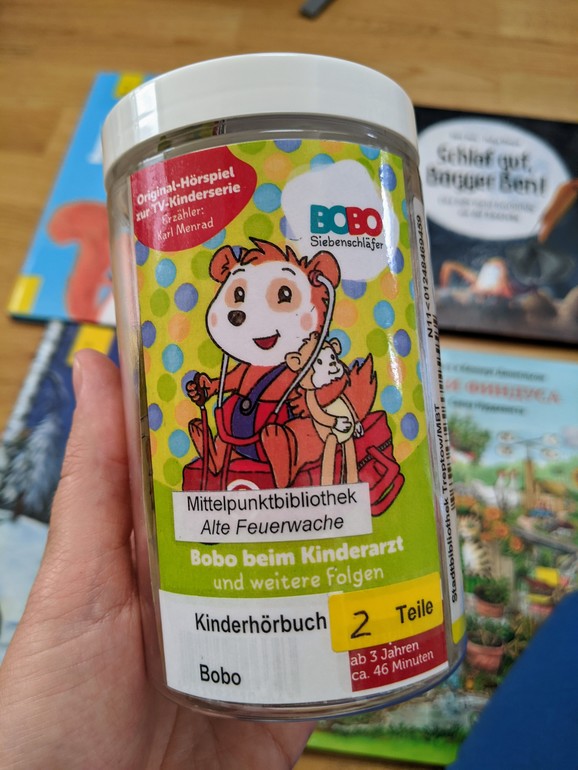 Original-Hörspiel
zur TV-Kinderserie
Erzähler:
Karl Menrad
BOBO
Siebenschläfer
Mittelpunktbibliothek
Alte Feuerwache
Bobo beim Kinderarzt
und weitere Folgen
Kinderhörbuch
2 Teile
Bobo
ab 3 Jahren
ca. 46 Minuten
Stadtbibliothek Treptow/MBT
Schlaf gut,
Bagger Ben!
ФИНДУСА